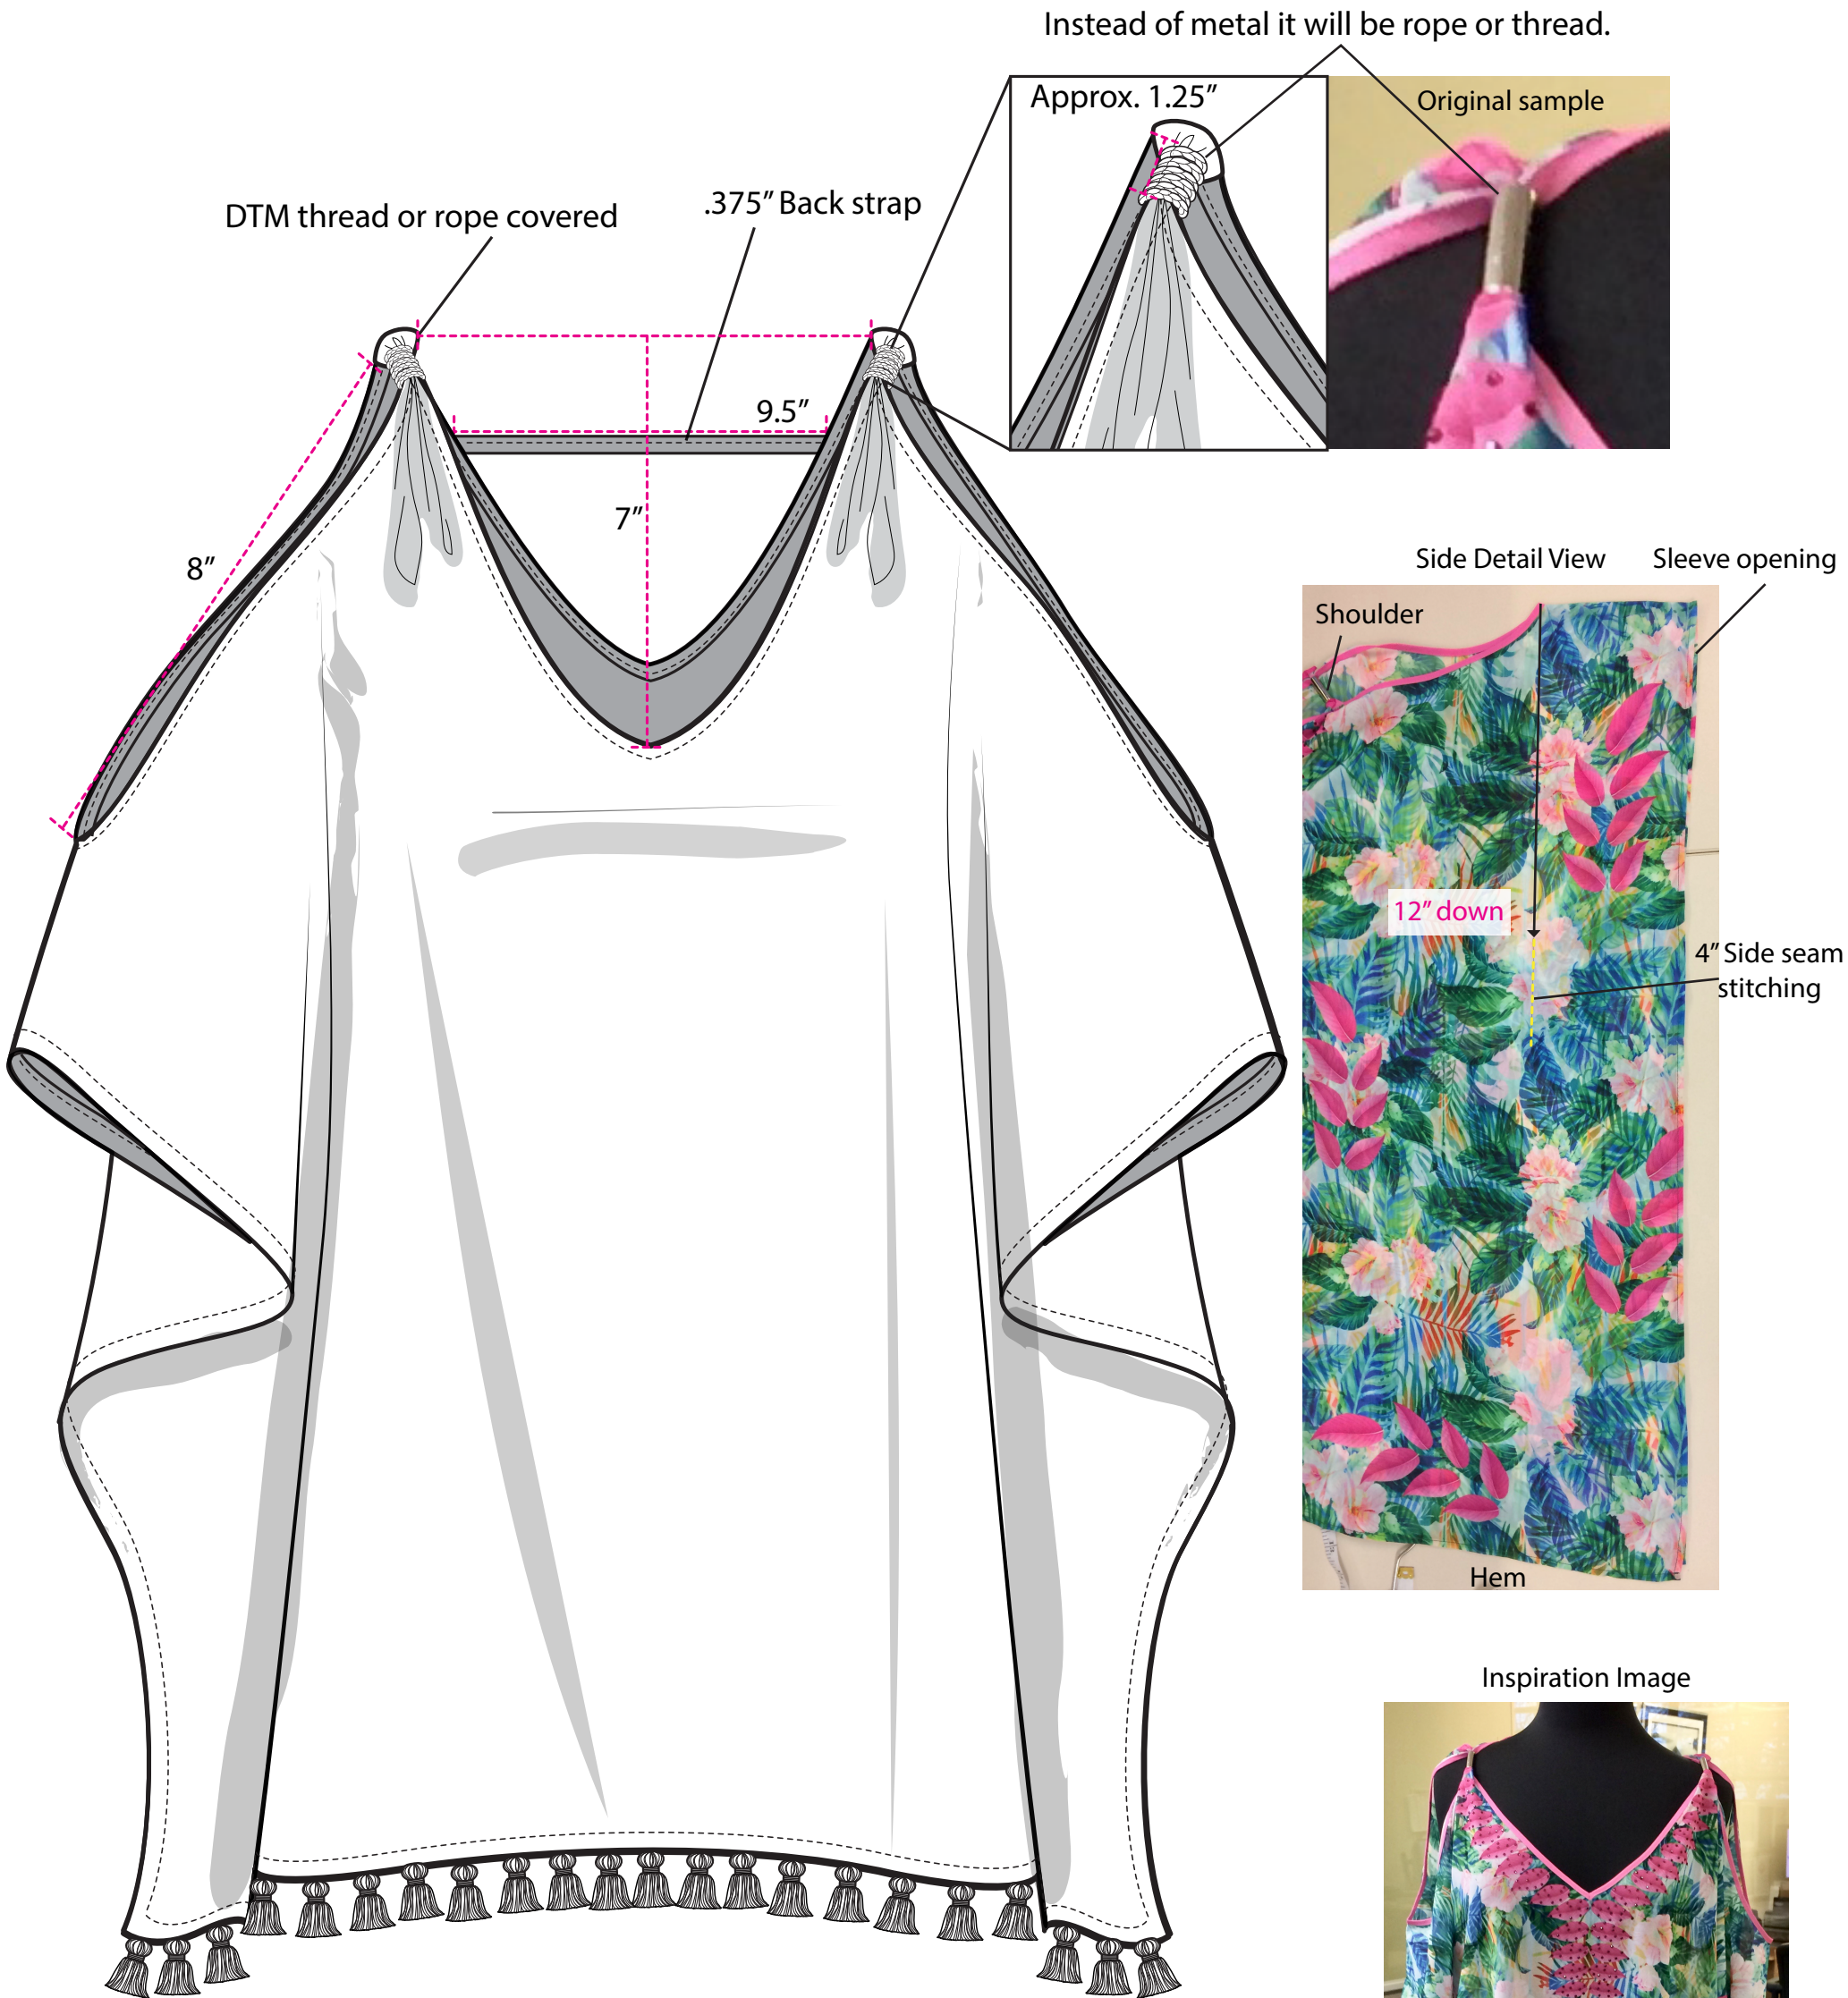 Instead of metal it will be rope or thread.
Approx. 1.25”
Original sample
DTM thread or rope covered
.375” Back strap
9.5”
7”
8”
Side Detail View
Sleeve opening
Shoulder
12” down
4” Side seam
stitching
Hem
Inspiration Image